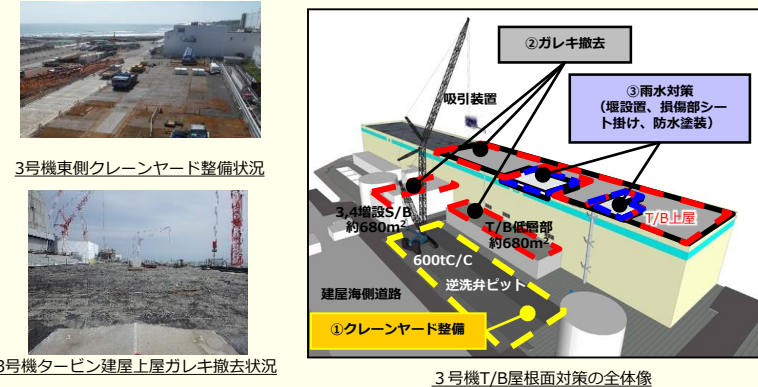 3号機東側クレーンヤード整備状況
3号機タービン建屋上屋ガレキ撤去状況
②ガレキ撤去
③雨水対策
（堰設置、損傷部シー
ト掛け、防水塗装）
吸引装置
T/B上屋
3,4増設S/B
約680m²
T/B低層部
約680m²
600tC/C
逆洗弁ピット
建屋海側道路
①クレーンヤード整備
３号機T/B屋根面対策の全体像